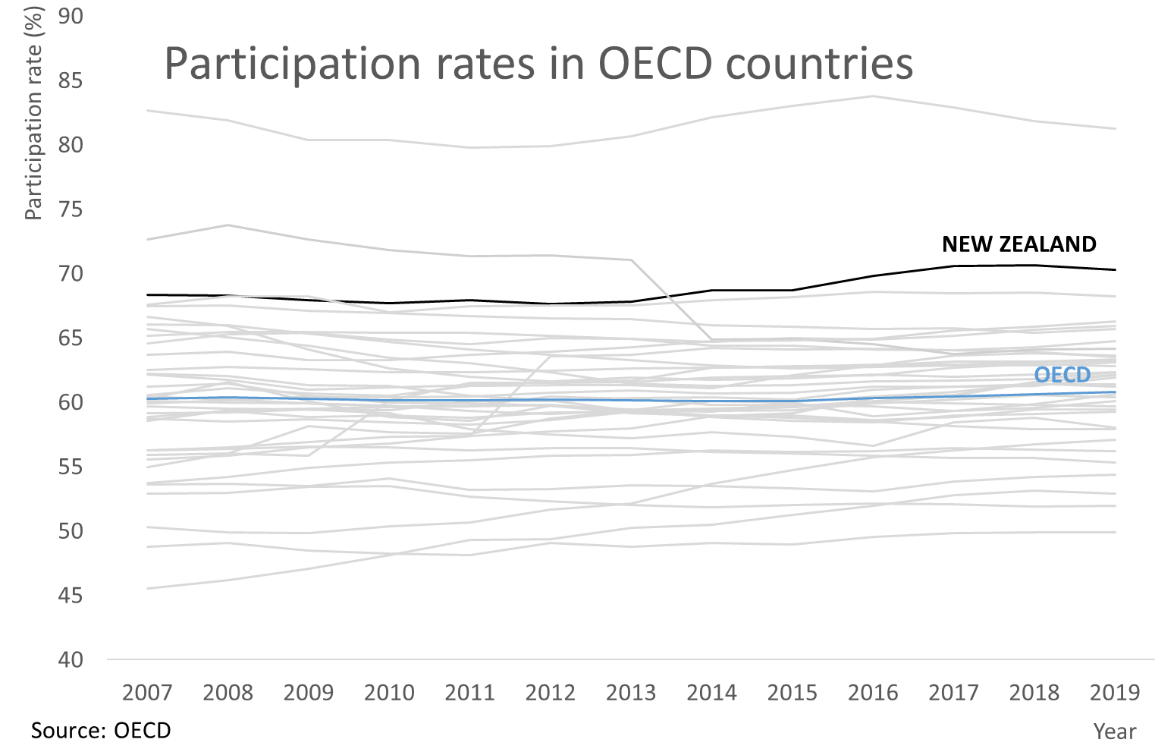 Participation rates in OECD countries
Participation rate (%)
90
85
80
75
70
65
60
55
50
45
40
NEW ZEALAND
OECD
2007 2008 2009 2010 2011 2012 2013 2014 2015 2016 2017 2018 2019
Source: OECD
Year